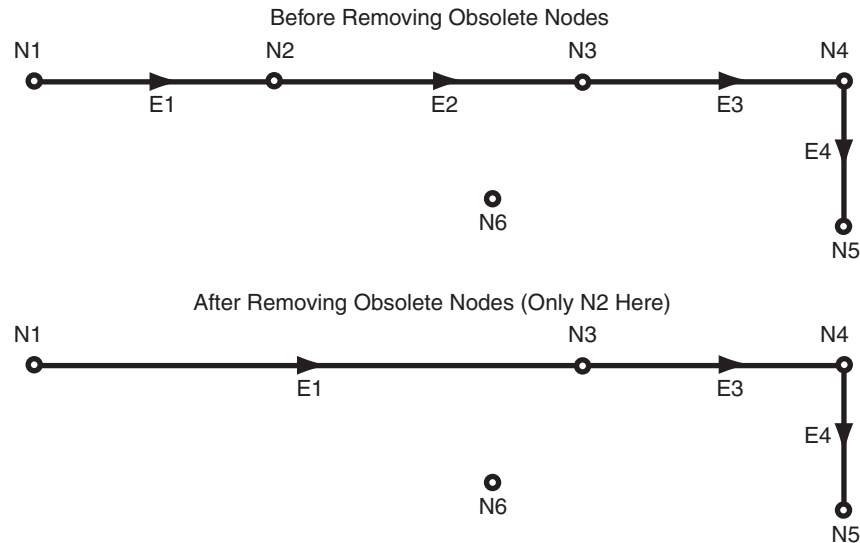 Before Removing Obsolete Nodes
N1 N2 N3 N4
E1 E2 E3
E4
N6
N5
After Removing Obsolete Nodes (Only N2 Here)
N1 N3 N4
E1 E3
E4
N6
N5